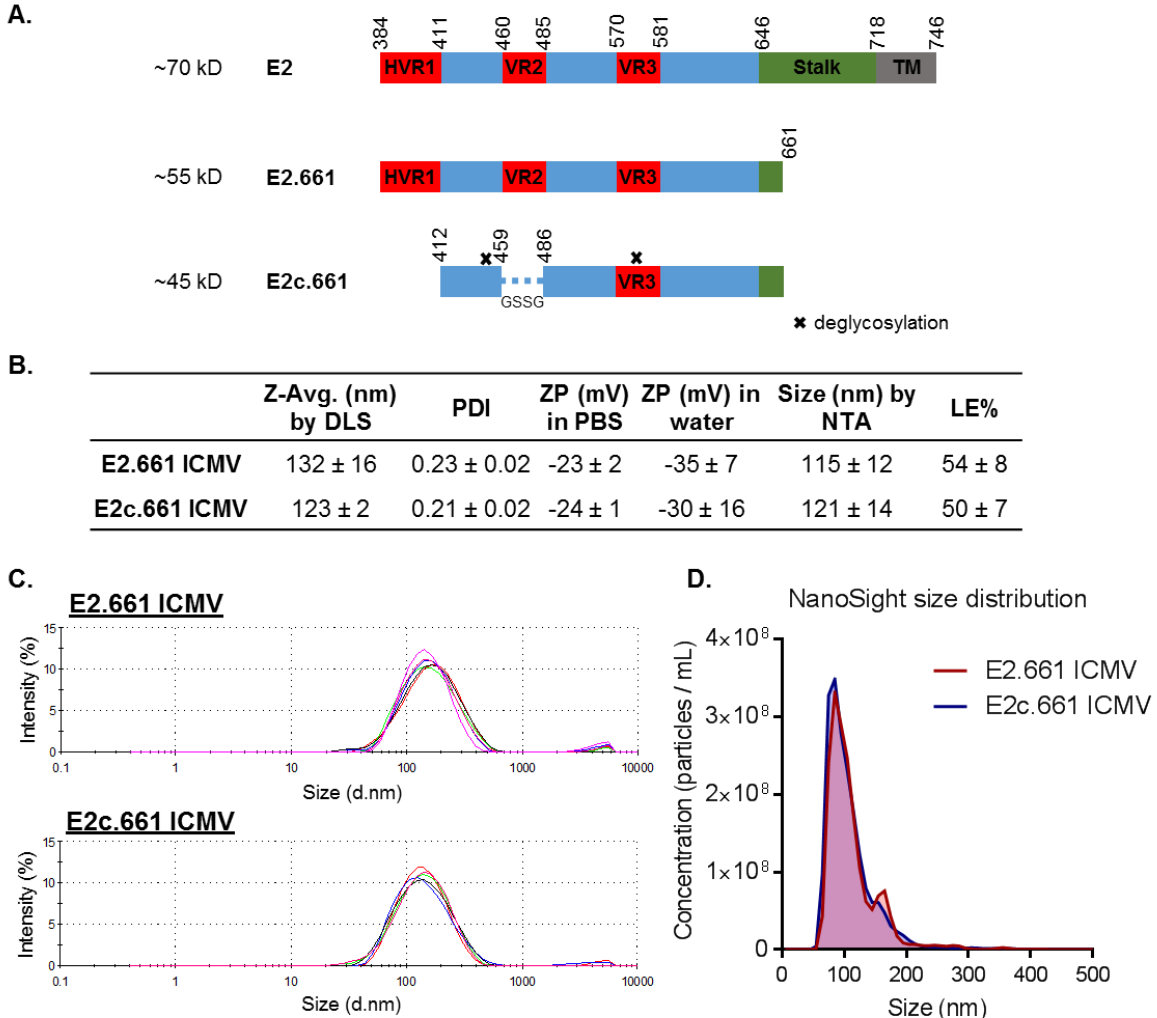 A.
384 411 460 485 570 581 646 718 746
~70 kD E2 HVR1 VR2 VR3 Stalk TM
661
~55 kD E2.661 HVR1 VR2 VR3
412 459 486
~45 kD E2c.661 VR3
GSSG
✖ deglycosylation
B.
Z-Avg. (nm) by DLS PDI ZP (mV) in PBS ZP (mV) in water Size (nm) by NTA LE%
E2.661 ICMV 132 ± 16 0.23 ± 0.02 -23 ± 2 -35 ± 7 115 ± 12 54 ± 8
E2c.661 ICMV 123 ± 2 0.21 ± 0.02 -24 ± 1 -30 ± 16 121 ± 14 50 ± 7
C.
E2.661 ICMV
Intensity (%)
15
10
5
0
0.1 1 10 100 1000 10000
Size (d.nm)
E2c.661 ICMV
Intensity (%)
15
10
5
0
0.1 1 10 100 1000 10000
Size (d.nm)
D.
NanoSight size distribution
Concentration (particles / mL)
4×10⁸
3×10⁸
2×10⁸
1×10⁸
0
E2.661 ICMV
E2c.661 ICMV
0 100 200 300 400 500
Size (nm)